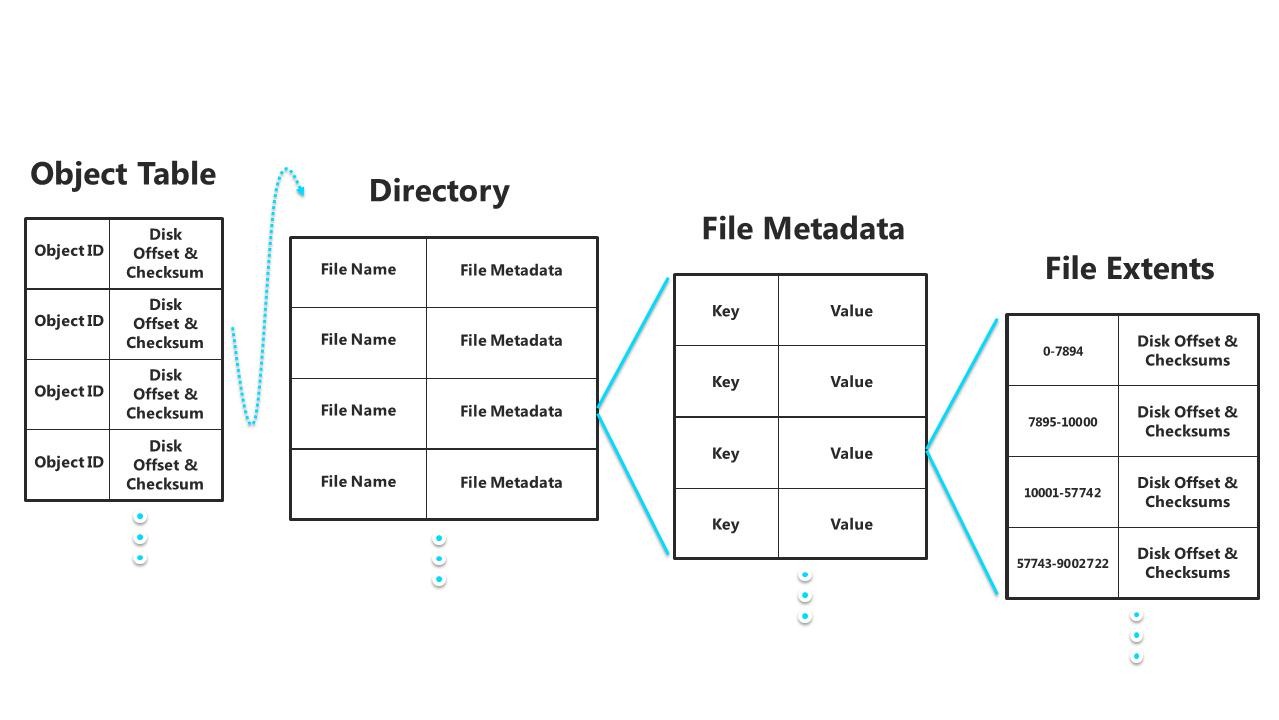 Object Table
Object ID
Disk
Offset &
Checksum
Object ID
Disk
Offset &
Checksum
Object ID
Disk
Offset &
Checksum
Object ID
Disk
Offset &
Checksum
Directory
File Name
File Metadata
File Name
File Metadata
File Name
File Metadata
File Name
File Metadata
File Metadata
Key
Value
Key
Value
Key
Value
Key
Value
File Extents
0-7894
Disk Offset &
Checksums
7895-10000
Disk Offset &
Checksums
10001-57742
Disk Offset &
Checksums
57743-9002722
Disk Offset &
Checksums